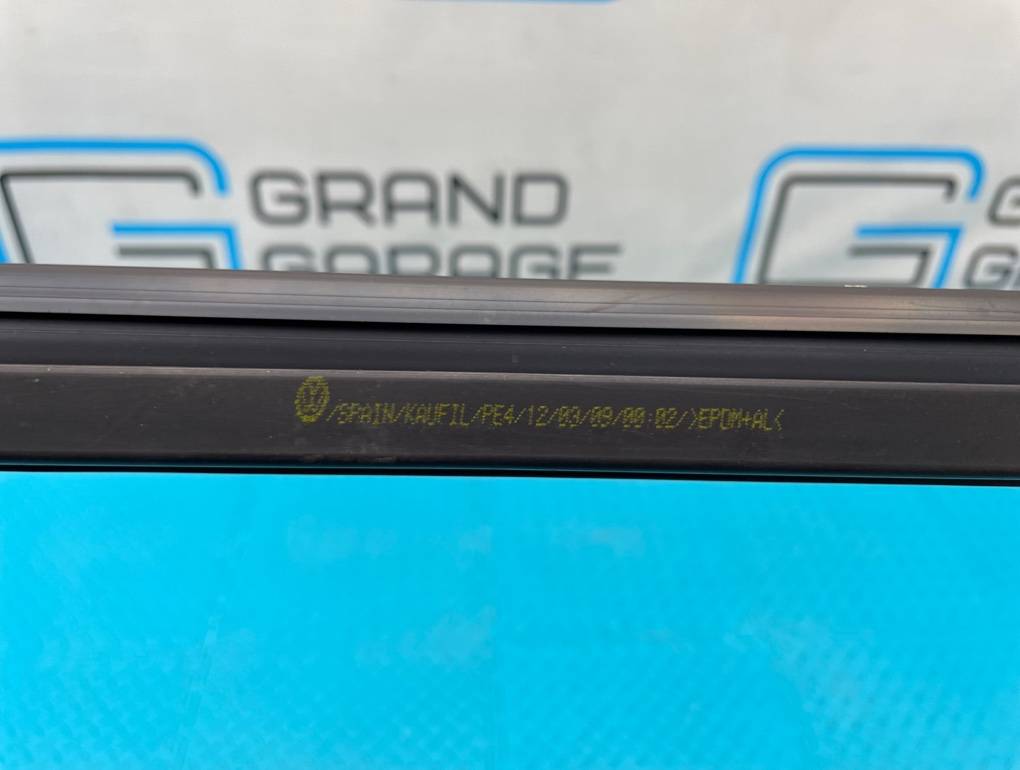 GRAND
GARAGE
G
G
/SPAIN/KAUFIL/PE4/12/03/09/00:02/>EPDM+AL<